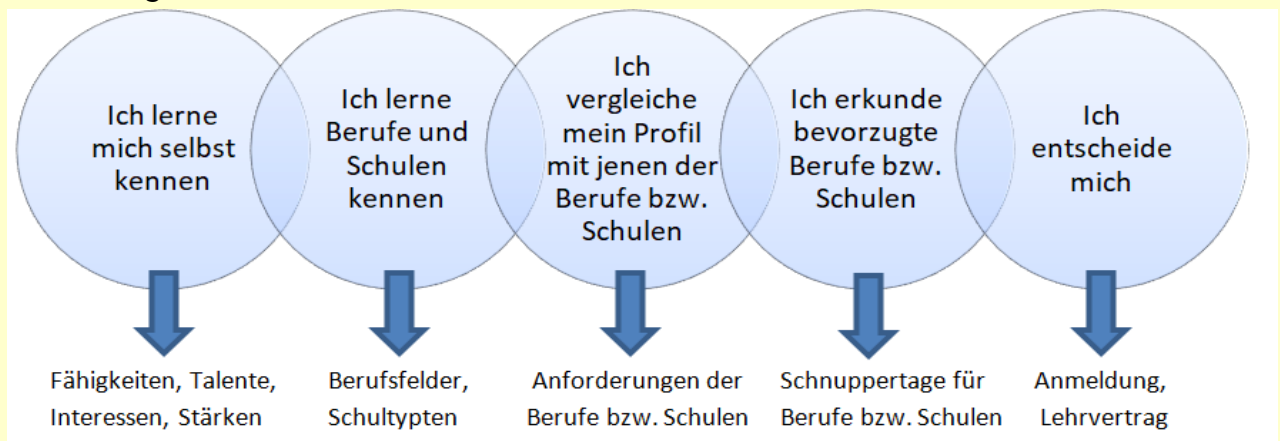 Ich lerne
mich selbst
kennen
Ich lerne
Berufe und
Schulen
kennen
Ich
vergleiche
mein Profil
mit jenen der
Berufe bzw.
Schulen
Ich erkunde
bevorzugte
Berufe bzw.
Schulen
Ich
entscheide
mich
Fähigkeiten, Talente,
Interessen, Stärken
Berufsfelder,
Schultypten
Anforderungen der
Berufe bzw. Schulen
Schnuppertage für
Berufe bzw. Schulen
Anmeldung,
Lehrvertrag